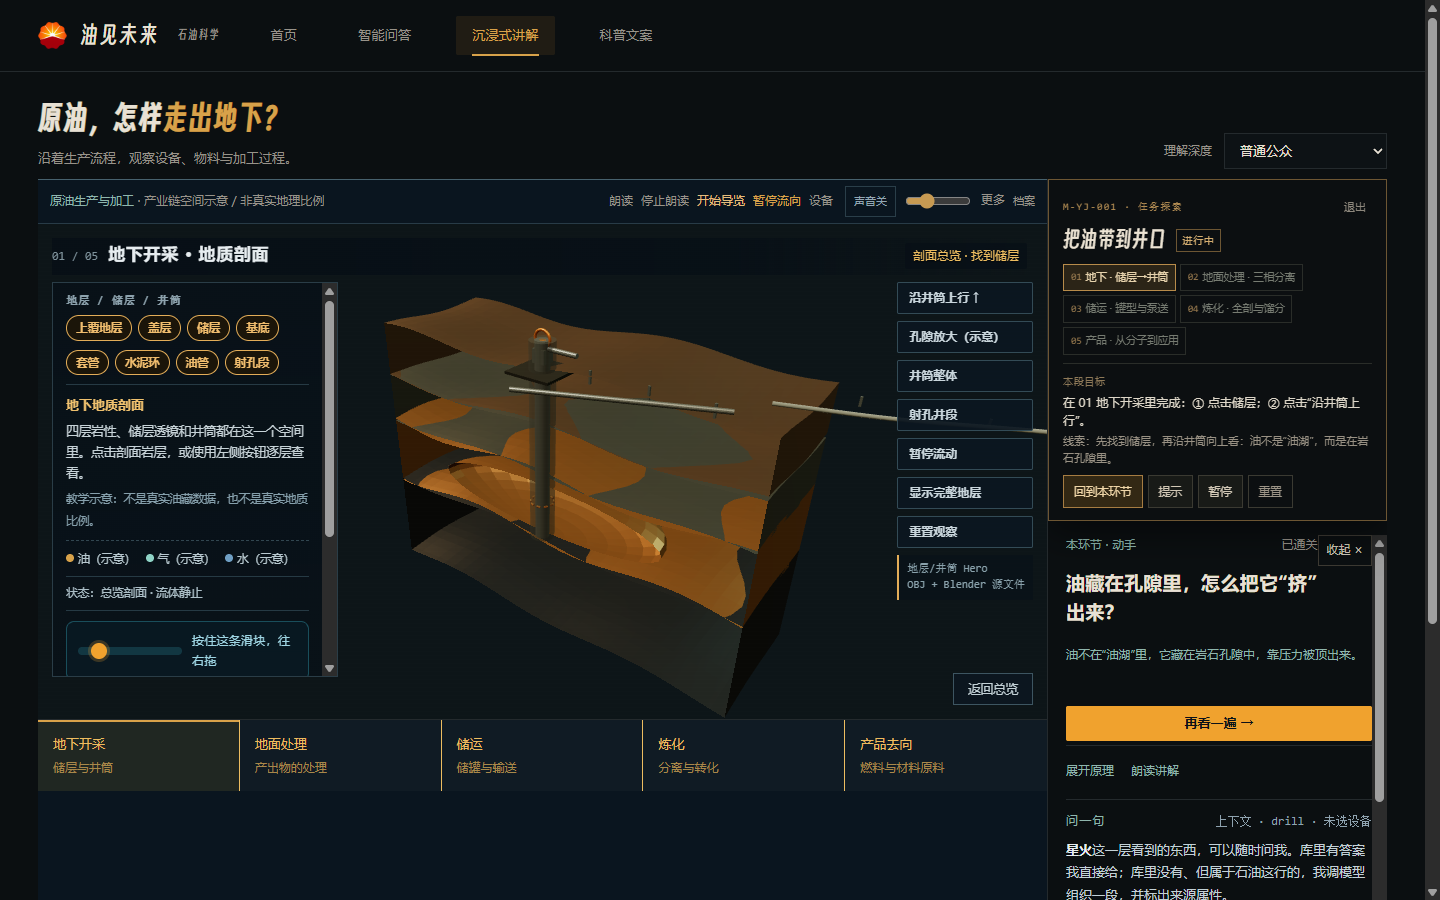 油见未来
石油科学
首页
智能问答
沉浸式讲解
科普文案
原油，怎样走出地下？
沿着生产流程，观察设备、物料与加工过程。
理解深度
普通公众
原油生产与加工 · 产业链空间示意 / 非真实地理比例
朗读 停止朗读 开始导览 暂停流向 设备 声音关 更多 档案
01 / 05 地下开采 • 地质剖面
剖面总览 · 找到储层
地层 / 储层 / 井筒
上覆地层 盖层 储层 基底
套管 水泥环 油管 射孔段
地下地质剖面
四层岩性、储层透镜和井筒都在这一个空间
里。点击剖面岩层，或使用左侧按钮逐层查
看。
教学示意：不是真实油藏数据，也不是真实地质
比例。
油（示意） 气（示意） 水（示意）
状态：总览剖面 · 流体静止
按住这条滑块，往
右拖
沿井筒上行 ↑
孔隙放大（示意）
井筒整体
射孔井段
暂停流动
显示完整地层
重置观察
地层/井筒 Hero
OBJ + Blender 源文件
返回总览
地下开采
储层与井筒
地面处理
产出物的处理
储运
储罐与输送
炼化
分离与转化
产品去向
燃料与材料原料
M-YJ-001 · 任务探索
退出
把油带到井口 进行中
01 地下 · 储层→井筒 02 地面处理 · 三相分离
03 储运 · 罐型与泵送 04 炼化 · 全剖与馏分
05 产品 · 从分子到应用
本段目标
在 01 地下开采里完成：① 点击储层；② 点击“沿井筒上
行”。
线索：先找到储层，再沿井筒向上看：油不是“油湖”，而是在岩
石孔隙里。
回到本环节 提示 暂停 重置
本环节 · 动手
已通关
收起 ×
油藏在孔隙里，怎么把它“挤”
出来？
油不在“油湖”里，它藏在岩石孔隙中，靠压力被顶出来。
再看一遍 →
展开原理 朗读讲解
问一句
上下文 · drill · 未选设备
星火这一层看到的东西，可以随时问我。库里有答案
我直接给；库里没有、但属于石油这行的，我调模型
组织一段，并标出来源属性。